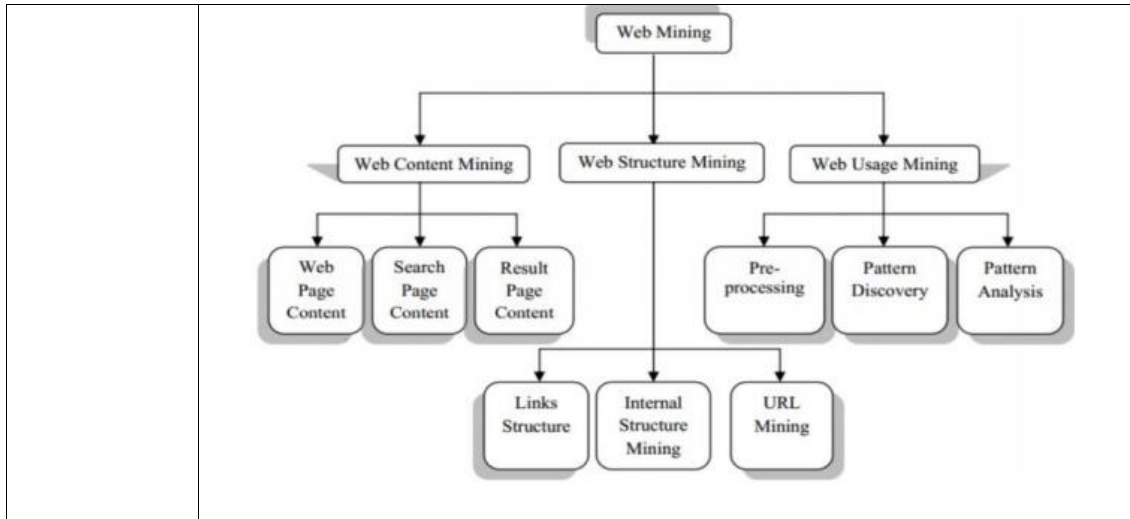 Web Mining
Web Content Mining
Web Structure Mining
Web Usage Mining
Web
Page
Content
Search
Page
Content
Result
Page
Content
Pre-
processing
Pattern
Discovery
Pattern
Analysis
Links
Structure
Internal
Structure
Mining
URL
Mining